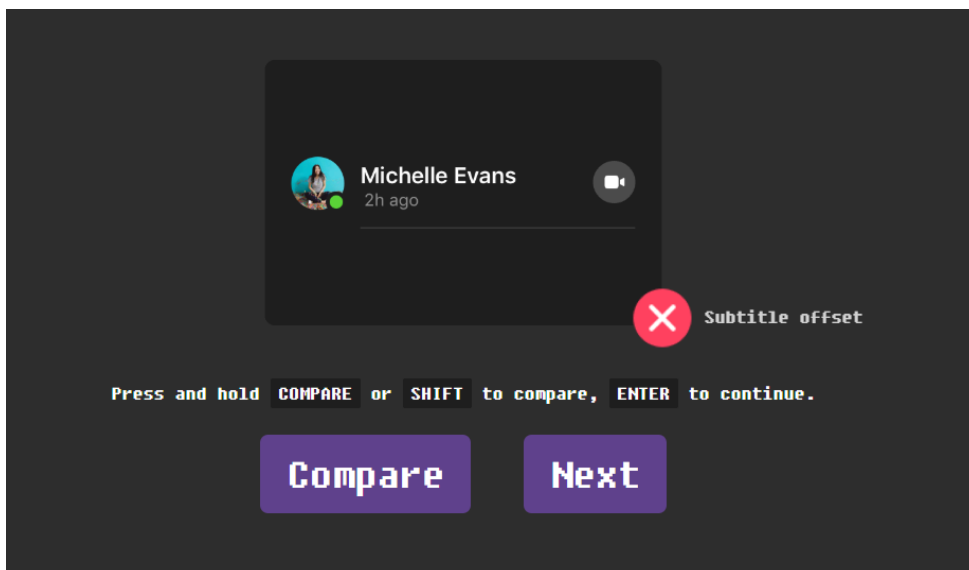 Michelle Evans
2h ago
Subtitle offset
Press and hold COMPARE or SHIFT to compare, ENTER to continue.
Compare
Next